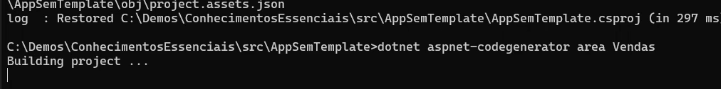 \AppSemTemplate\obj\project.assets.json
log  : Restored C:\Demos\ConhecimentosEssenciais\src\AppSemTemplate\AppSemTemplate.csproj (in 297 ms
C:\Demos\ConhecimentosEssenciais\src\AppSemTemplate>dotnet aspnet-codegenerator area Vendas
Building project ...